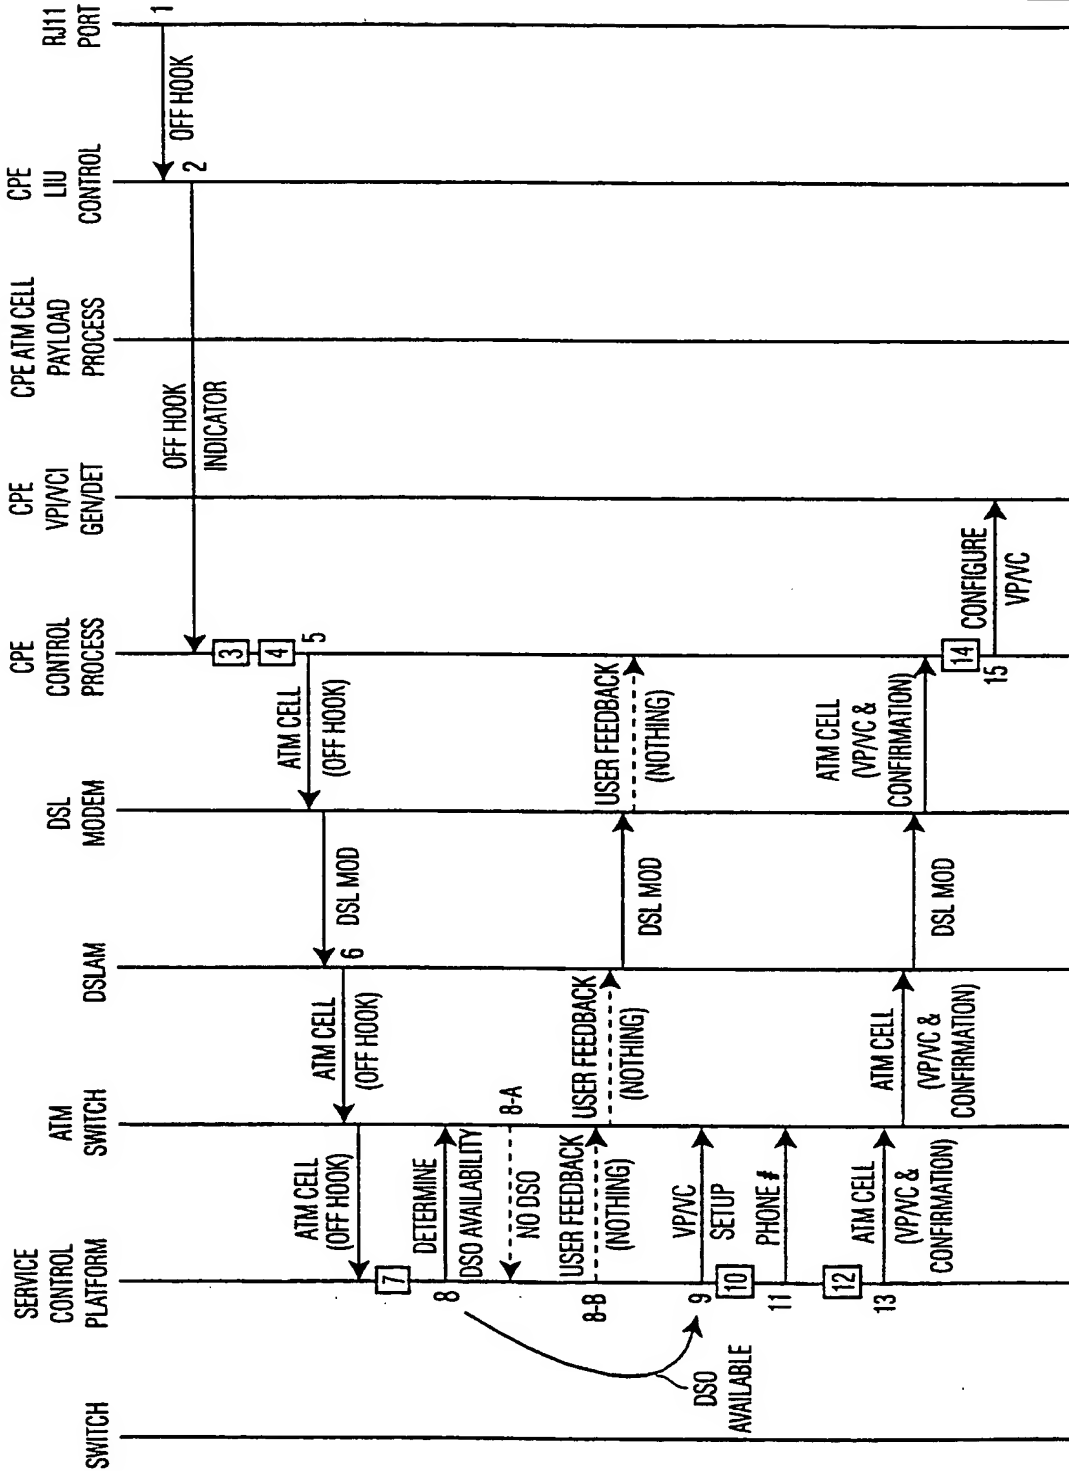 SWITCH
SERVICE
CONTROL
PLATFORM
ATM
SWITCH
DSLAM
DSL
MODEM
CPE
CONTROL
PROCESS
CPE
VPI/VCI
GEN/DET
CPE ATM CELL
PAYLOAD
PROCESS
CPE
LIU
CONTROL
RJ11
PORT
1
OFF HOOK
2
OFF HOOK
INDICATOR
3
4
5
ATM CELL
(OFF HOOK)
DSL MOD
6
ATM CELL
(OFF HOOK)
ATM CELL
(OFF HOOK)
7
8
DETERMINE
DSO AVAILABILITY
8-A
NO DSO
8-B
USER FEEDBACK
(NOTHING)
USER FEEDBACK
(NOTHING)
DSL MOD
USER FEEDBACK
(NOTHING)
DSO
AVAILABLE
9
VP/VC
SETUP
10
11
PHONE #
12
13
ATM CELL
(VP/VC &
CONFIRMATION)
ATM CELL
(VP/VC &
CONFIRMATION)
DSL MOD
ATM CELL
(VP/VC &
CONFIRMATION)
14
15
CONFIGURE
VP/VC